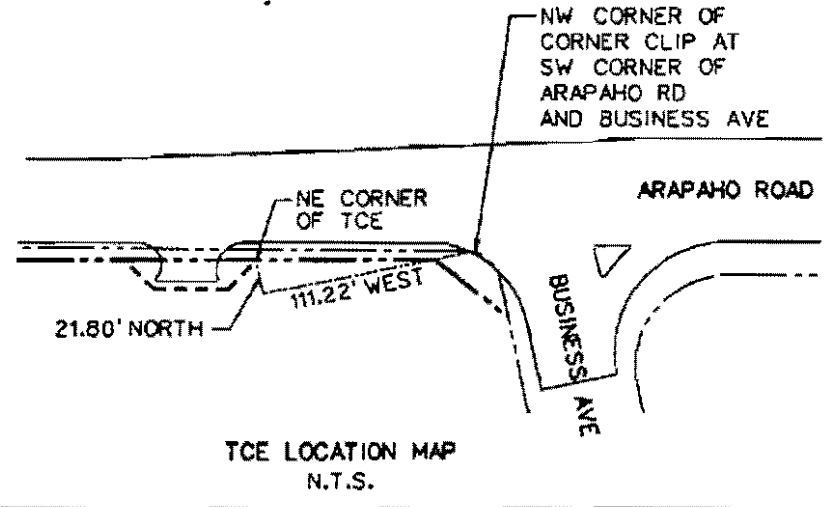 NW CORNER OF
CORNER CLIP AT
SW CORNER OF
ARAPAHO RD
AND BUSINESS AVE
ARAPAHO ROAD
NE CORNER
OF TCE
111.22' WEST
21.80' NORTH
BUSINESS AVE
TCE LOCATION MAP
N.T.S.